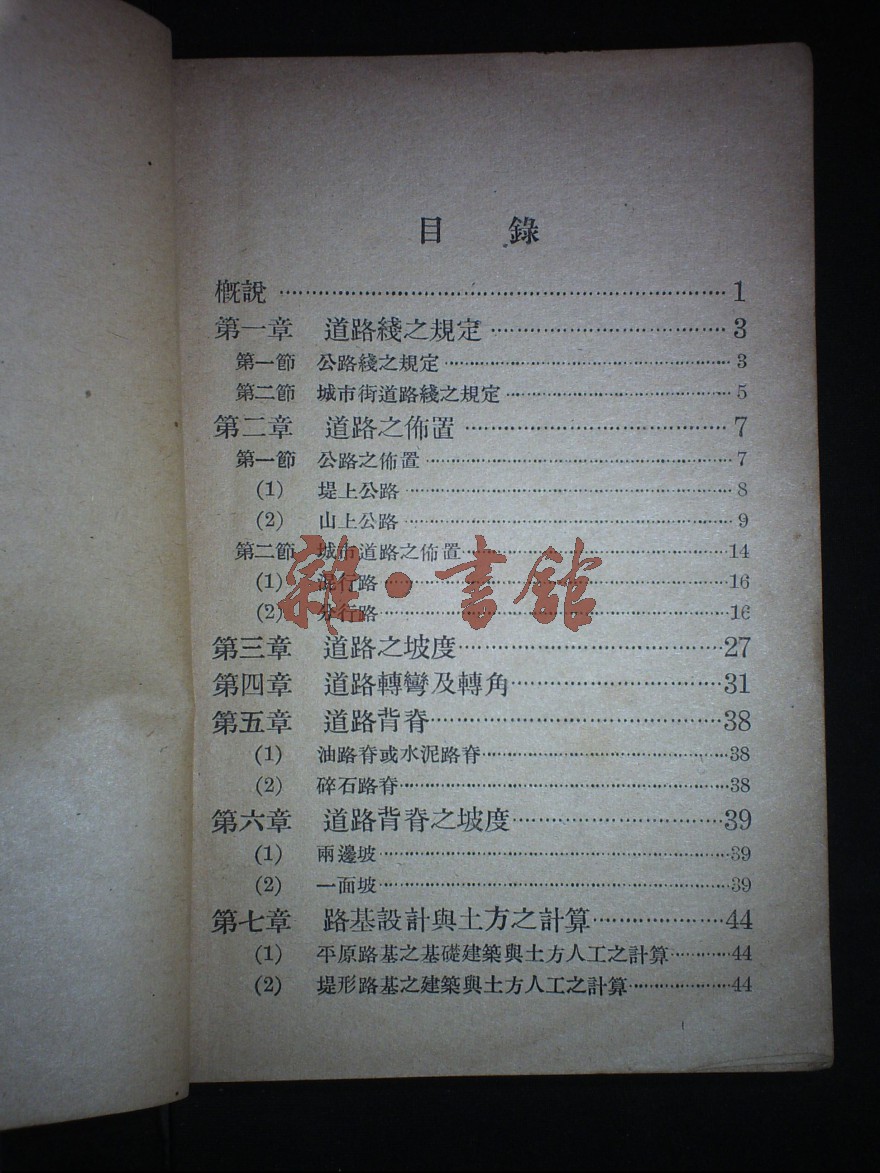 目 錄
概說 1
第一章 道路綫之規定 3
第一節 公路綫之規定 3
第二節 城市街道路綫之規定 5
第二章 道路之佈置 7
第一節 公路之佈置 7
(1) 堤上公路 8
(2) 山上公路 9
第二節 城市道路之佈置 14
(1) 混行路 16
(2) 分行路 16
雜·書館
第三章 道路之坡度 27
第四章 道路轉彎及轉角 31
第五章 道路背脊 38
(1) 油路脊或水泥路脊 38
(2) 碎石路脊 38
第六章 道路背脊之坡度 39
(1) 兩邊坡 39
(2) 一面坡 39
第七章 路基設計與土方之計算 44
(1) 平原路基之基礎建築與土方人工之計算 44
(2) 堤形路基之建築與土方人工之計算 44